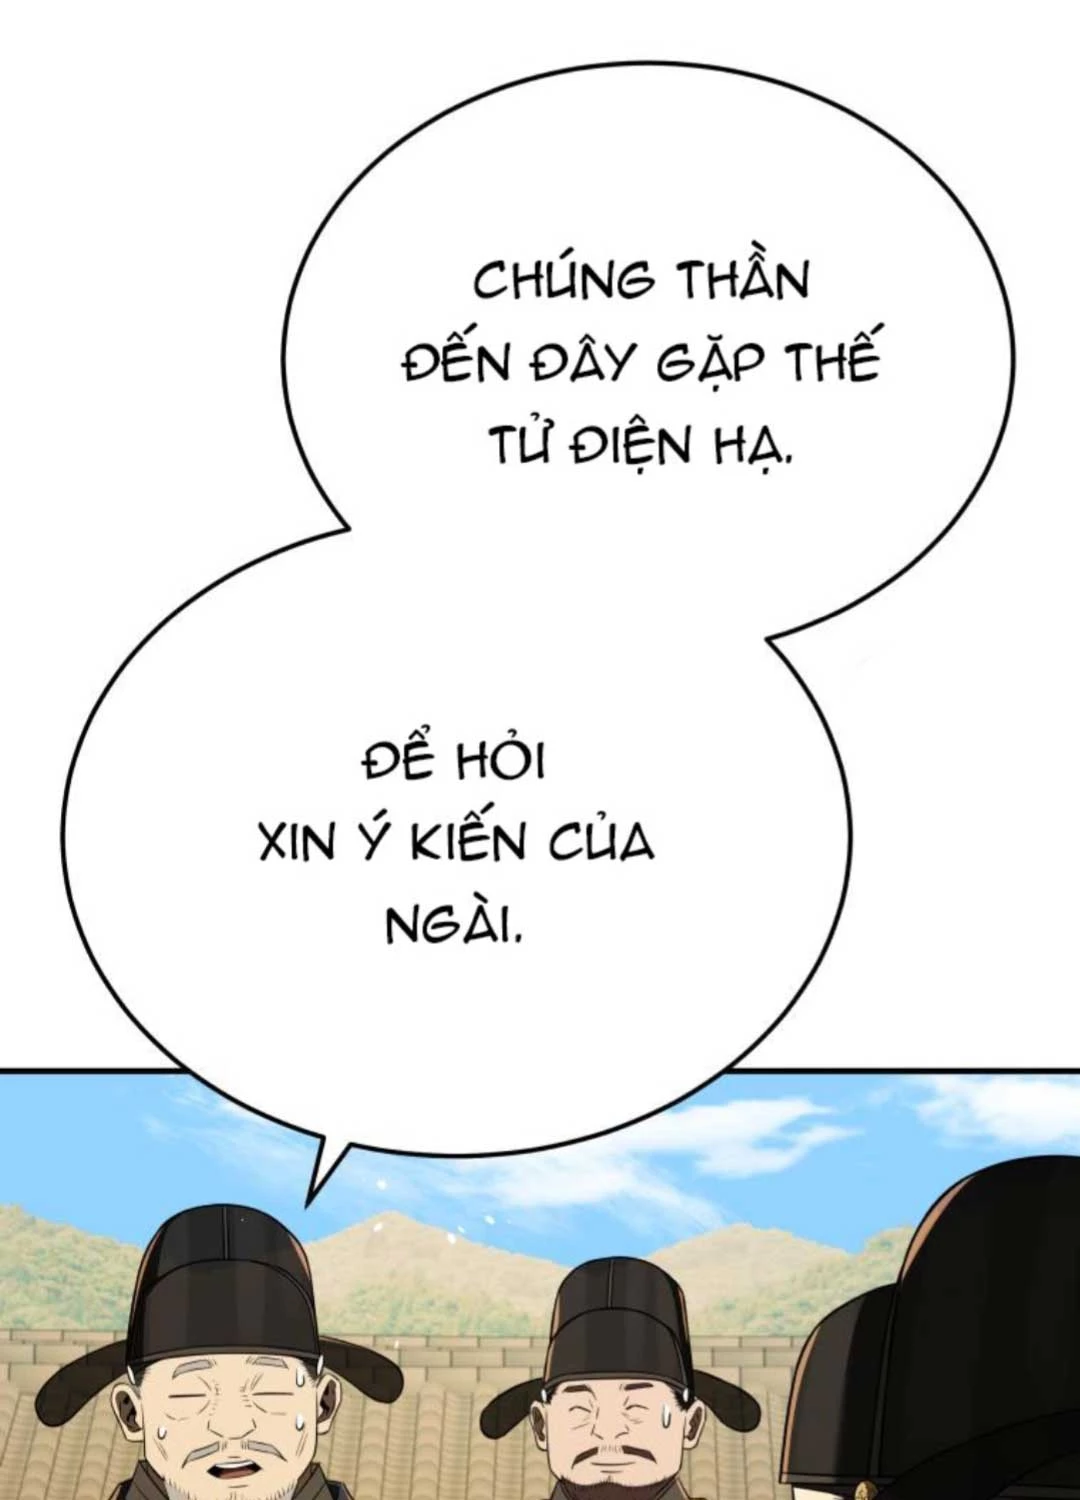 CHÚNG THẦN
ĐẾN ĐÂY GẶP THẾ
TỬ ĐIỆN HẠ.
ĐỂ HỎI
XIN Ý KIẾN CỦA
NGÀI.